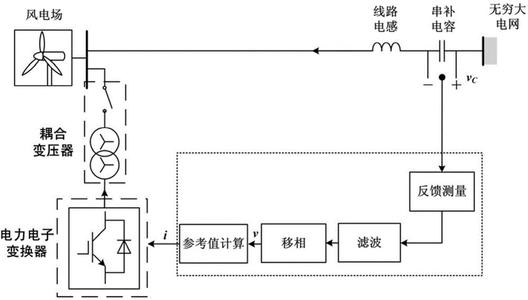 风电场
线路
电感
串补
电容
无穷大
电网
− + vC
耦合
变压器
反馈测量
电力电子
变换器
i
参考值计算
v
移相
滤波